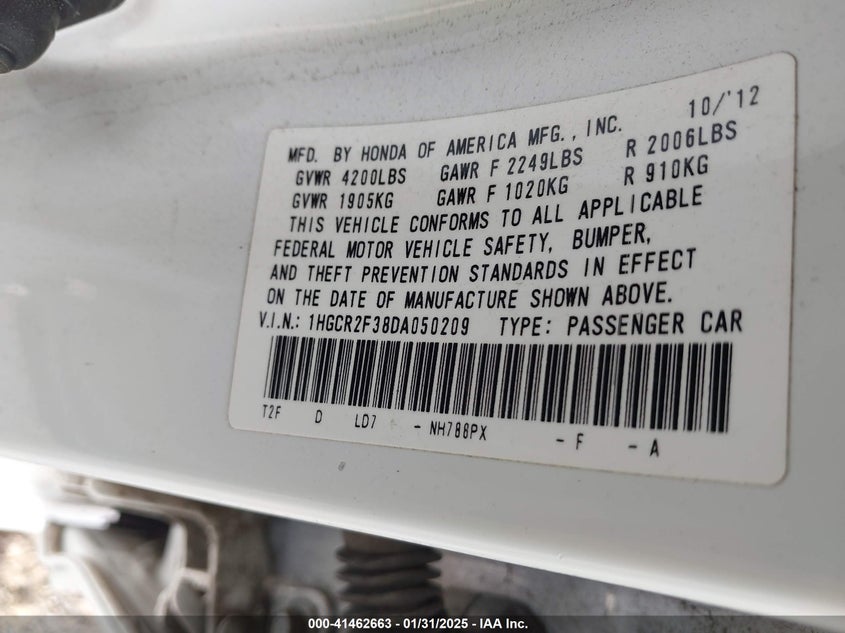 10/'12
MFD. BY HONDA OF AMERICA MFG., INC.
GVWR 4200LBS GAWR F 2249LBS R 2006LBS
GVWR 1905KG GAWR F 1020KG R 910KG
THIS VEHICLE CONFORMS TO ALL APPLICABLE
FEDERAL MOTOR VEHICLE SAFETY, BUMPER,
AND THEFT PREVENTION STANDARDS IN EFFECT
ON THE DATE OF MANUFACTURE SHOWN ABOVE.
V.I.N.: 1HGCR2F38DA050209 TYPE: PASSENGER CAR
T2F D LD7 - NH788PX - F - A
000-41462663 - 01/31/2025 - IAA Inc.